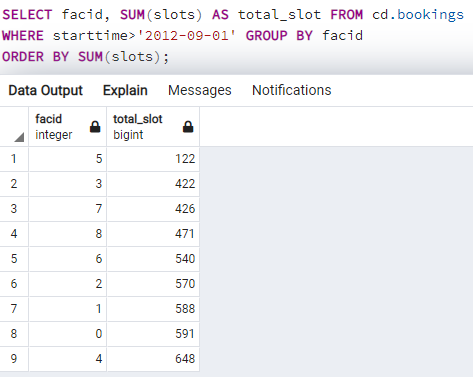 SELECT facid, SUM(slots) AS total_slot FROM cd.bookings
WHERE starttime>'2012-09-01' GROUP BY facid
ORDER BY SUM(slots);
Data Output Explain Messages Notifications
facid total_slot
integer bigint
1 5 122
2 3 422
3 7 426
4 8 471
5 6 540
6 2 570
7 1 588
8 0 591
9 4 648